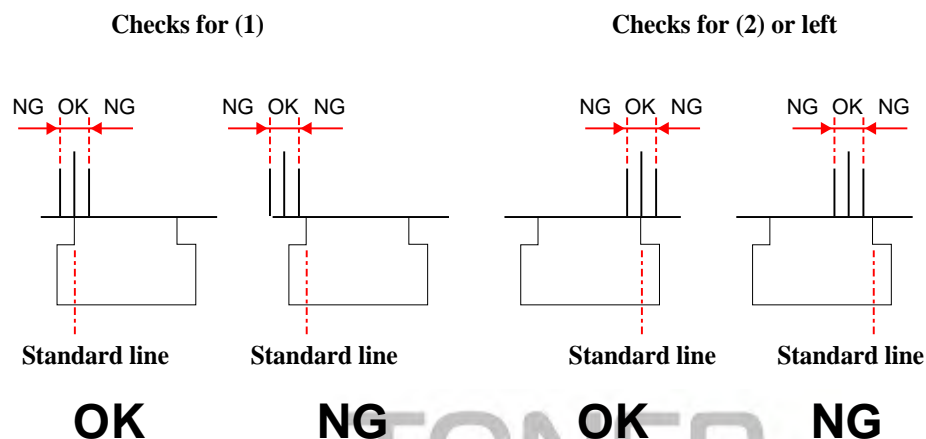 Checks for (1) Checks for (2) or left
NG OK NG NG OK NG NG OK NG NG OK NG
Standard line Standard line Standard line Standard line
OK NG OK NG
TONER